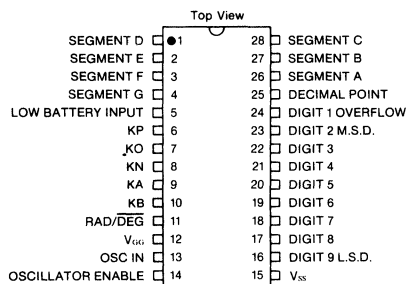 Top View
SEGMENT D 1 28 SEGMENT C
SEGMENT E 2 27 SEGMENT B
SEGMENT F 3 26 SEGMENT A
SEGMENT G 4 25 DECIMAL POINT
LOW BATTERY INPUT 5 24 DIGIT 1 OVERFLOW
KP 6 23 DIGIT 2 M.S.D.
KO 7 22 DIGIT 3
KN 8 21 DIGIT 4
KA 9 20 DIGIT 5
KB 10 19 DIGIT 6
RAD/D̅E̅G̅ 11 18 DIGIT 7
VGG 12 17 DIGIT 8
OSC IN 13 16 DIGIT 9 L.S.D.
OSCILLATOR ENABLE 14 15 Vss